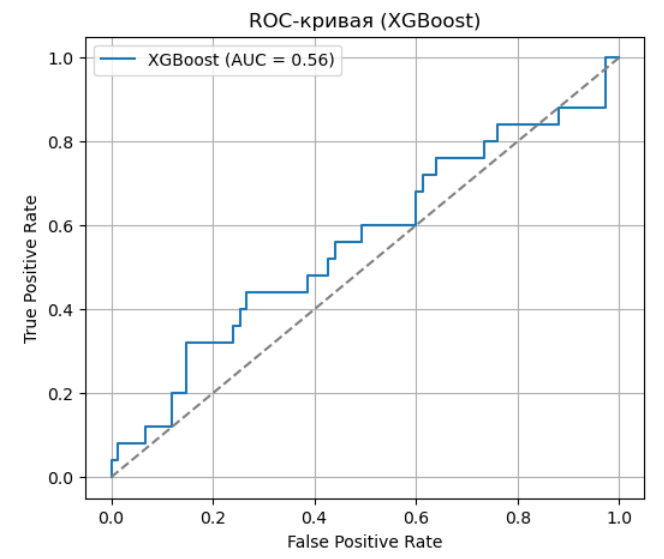 ROC-кривая (XGBoost)
XGBoost (AUC = 0.56)
True Positive Rate
1.0
0.8
0.6
0.4
0.2
0.0
0.0 0.2 0.4 0.6 0.8 1.0
False Positive Rate